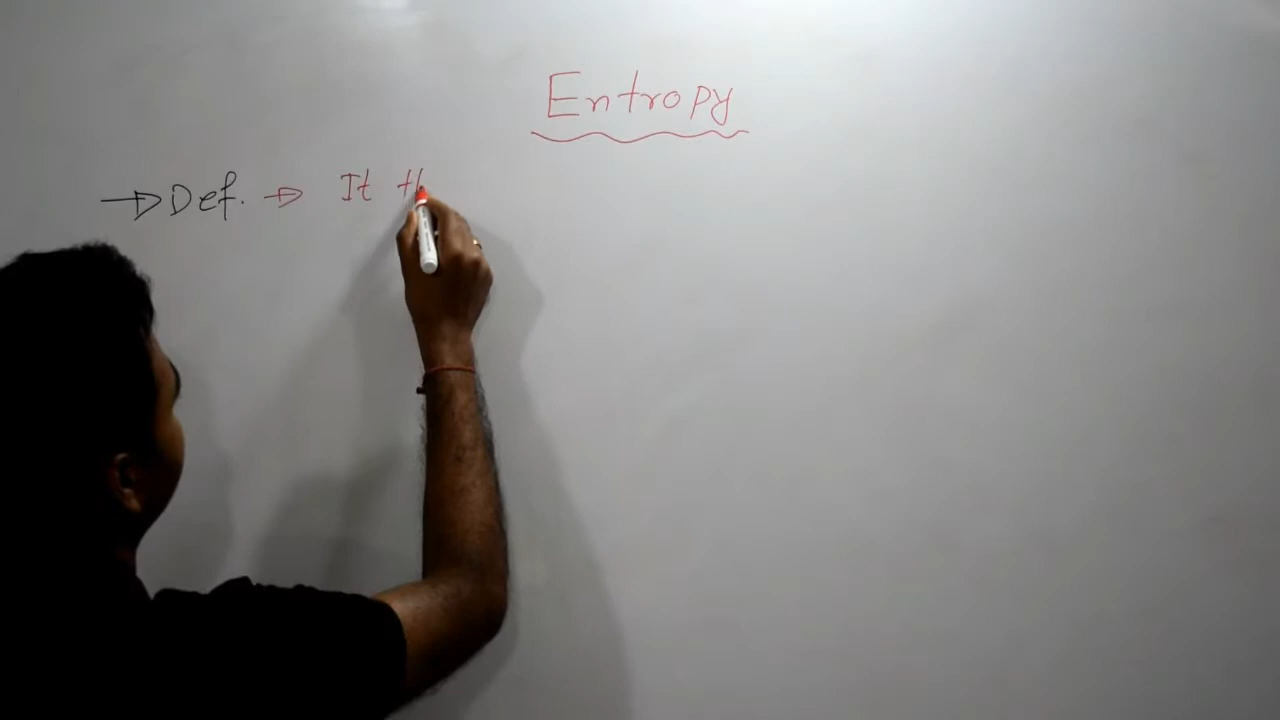 Entropy
→ Def. → It